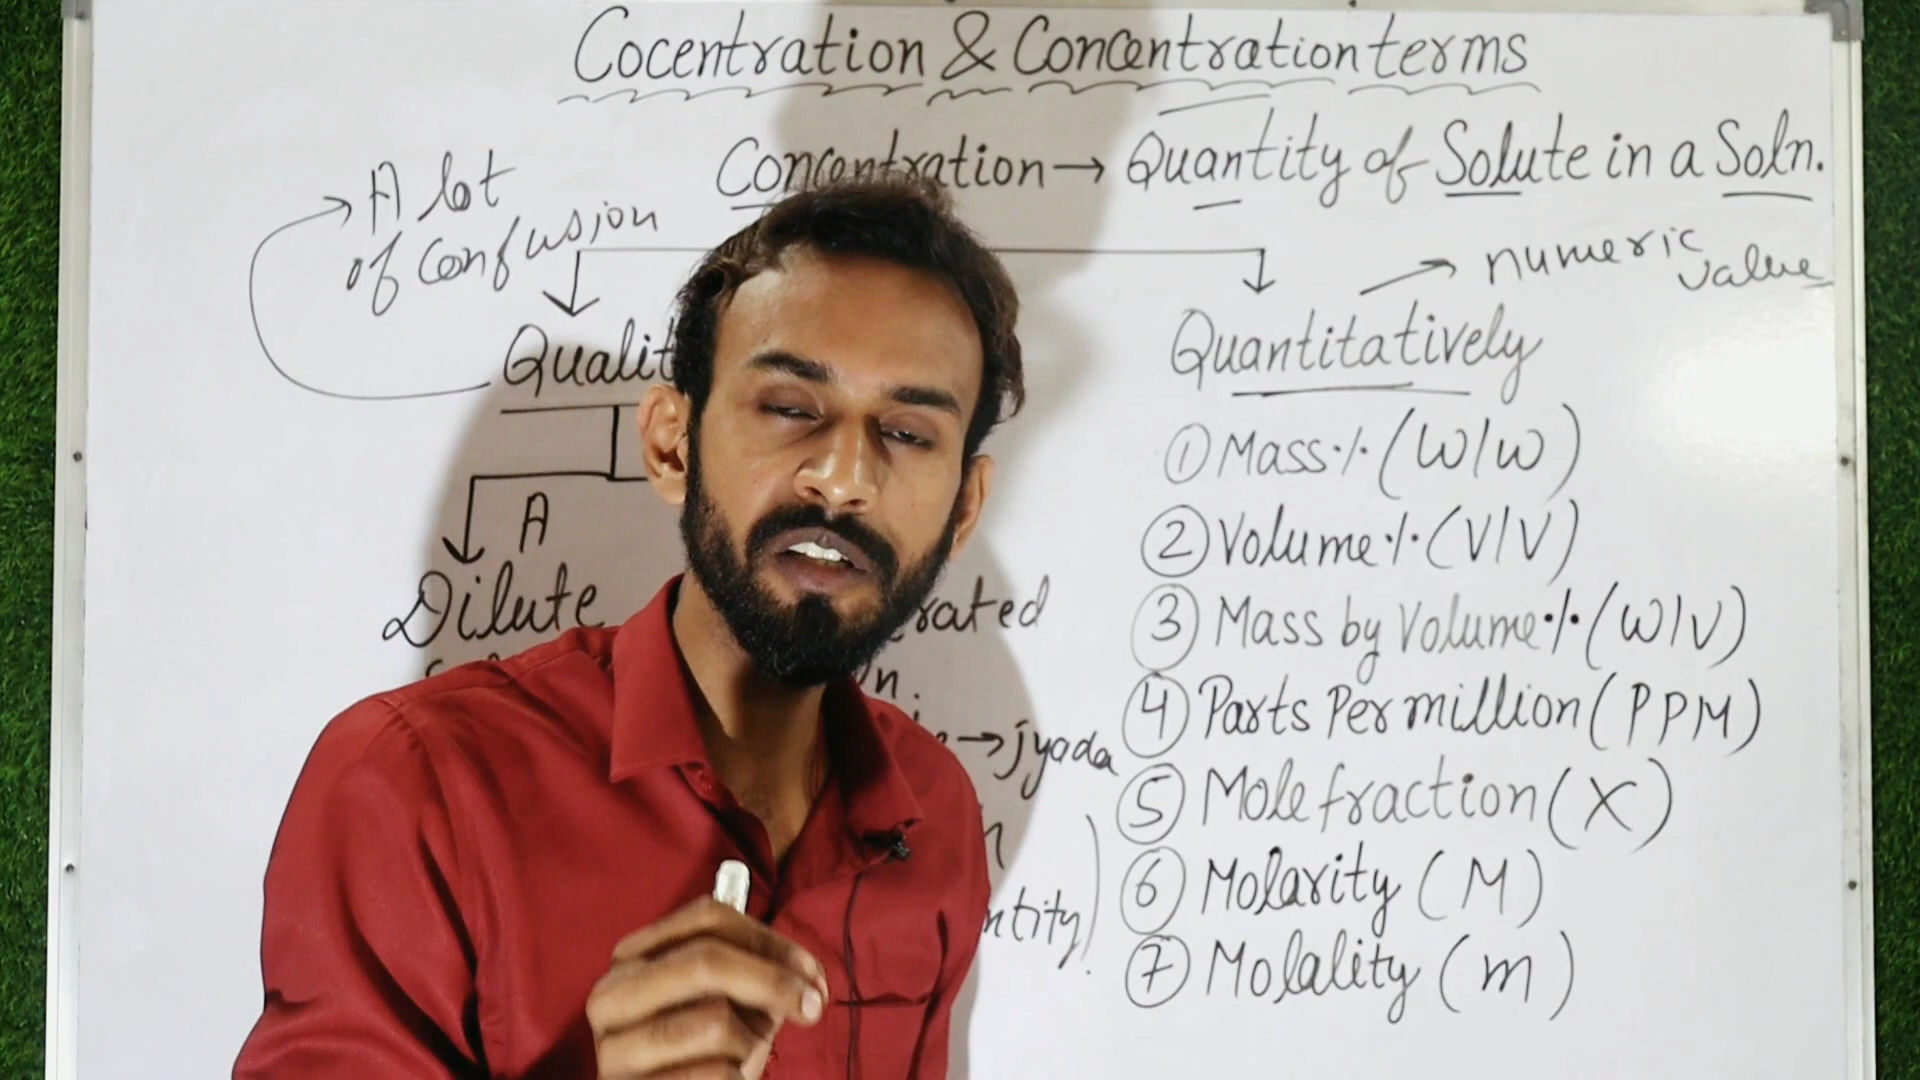 Cocentration & Concentration terms
Concentration → Quantity of Solute in a Soln.
→ A lot
of Confusion
→ numeric
value
Qualit
Quantitatively
① Mass % (W/W)
② Volume % (V/V)
③ Mass by Volume % (W/V)
④ Parts Per million (PPM)
⑤ Mole fraction (X)
⑥ Molarity (M)
⑦ Molality (m)
A
Dilute
rated
n.
→ jyada
ntity)